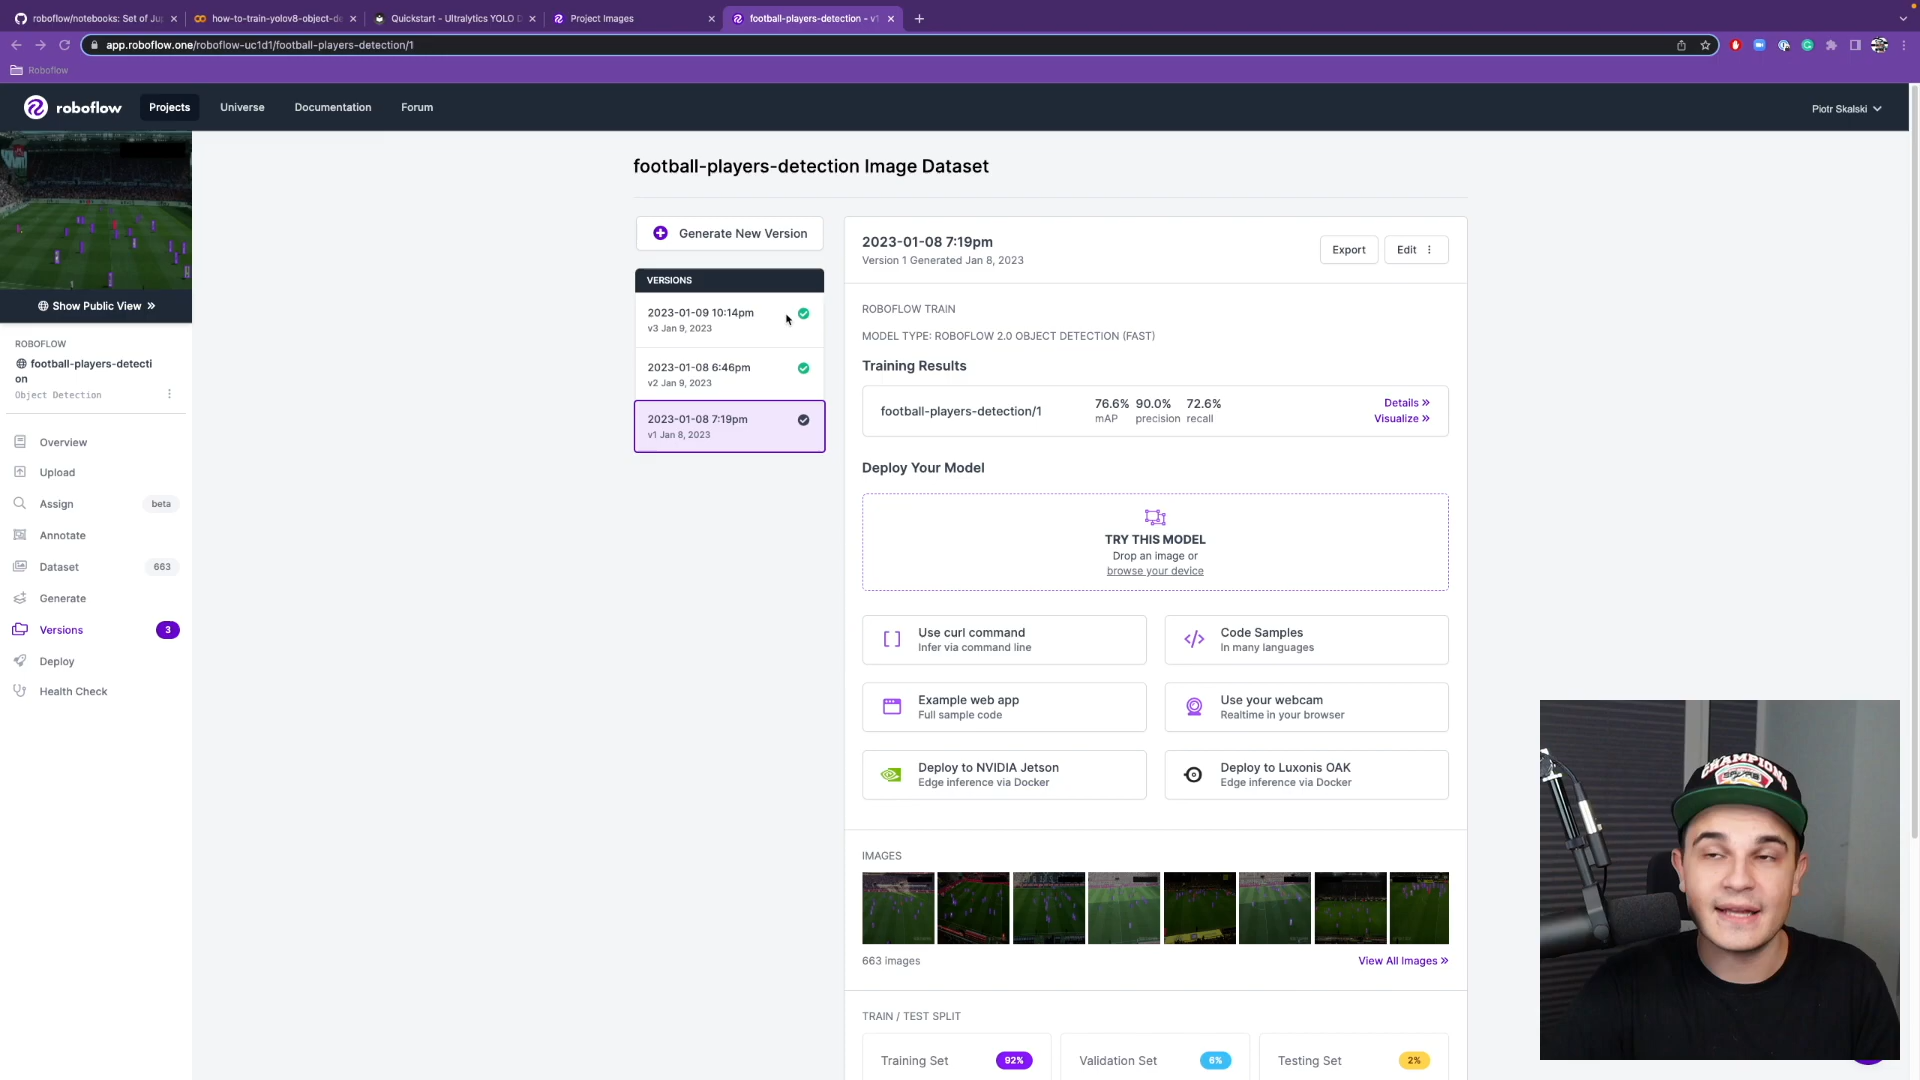 roboflow/notebooks: Set of Ju
how-to-train-yolov8-object-de
Quickstart - Ultralytics YOLO D
Project Images
football-players-detection - v1
app.roboflow.one/roboflow-uc1d1/football-players-detection/1
Roboflow
roboflow
Projects
Universe
Documentation
Forum
Piotr Skalski
Show Public View »
ROBOFLOW
football-players-detecti
on
Object Detection
Overview
Upload
Assign beta
Annotate
Dataset 663
Generate
Versions 3
Deploy
Health Check
football-players-detection Image Dataset
Generate New Version
VERSIONS
2023-01-09 10:14pm
v3 Jan 9, 2023
2023-01-08 6:46pm
v2 Jan 9, 2023
2023-01-08 7:19pm
v1 Jan 8, 2023
2023-01-08 7:19pm
Version 1 Generated Jan 8, 2023
Export
Edit
ROBOFLOW TRAIN
MODEL TYPE: ROBOFLOW 2.0 OBJECT DETECTION (FAST)
Training Results
football-players-detection/1
76.6% 90.0% 72.6%
mAP precision recall
Details »
Visualize »
Deploy Your Model
TRY THIS MODEL
Drop an image or
browse your device
Use curl command
Infer via command line
Code Samples
In many languages
Example web app
Full sample code
Use your webcam
Realtime in your browser
Deploy to NVIDIA Jetson
Edge inference via Docker
Deploy to Luxonis OAK
Edge inference via Docker
IMAGES
663 images
View All Images »
TRAIN / TEST SPLIT
Training Set 92%
Validation Set 6%
Testing Set 2%
CHAMPIONS